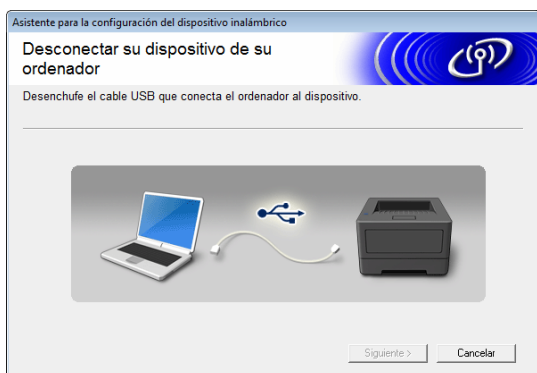 Asistente para la configuración del dispositivo inalámbrico
Desconectar su dispositivo de su
ordenador
Desenchufe el cable USB que conecta el ordenador al dispositivo.
Siguiente >
Cancelar